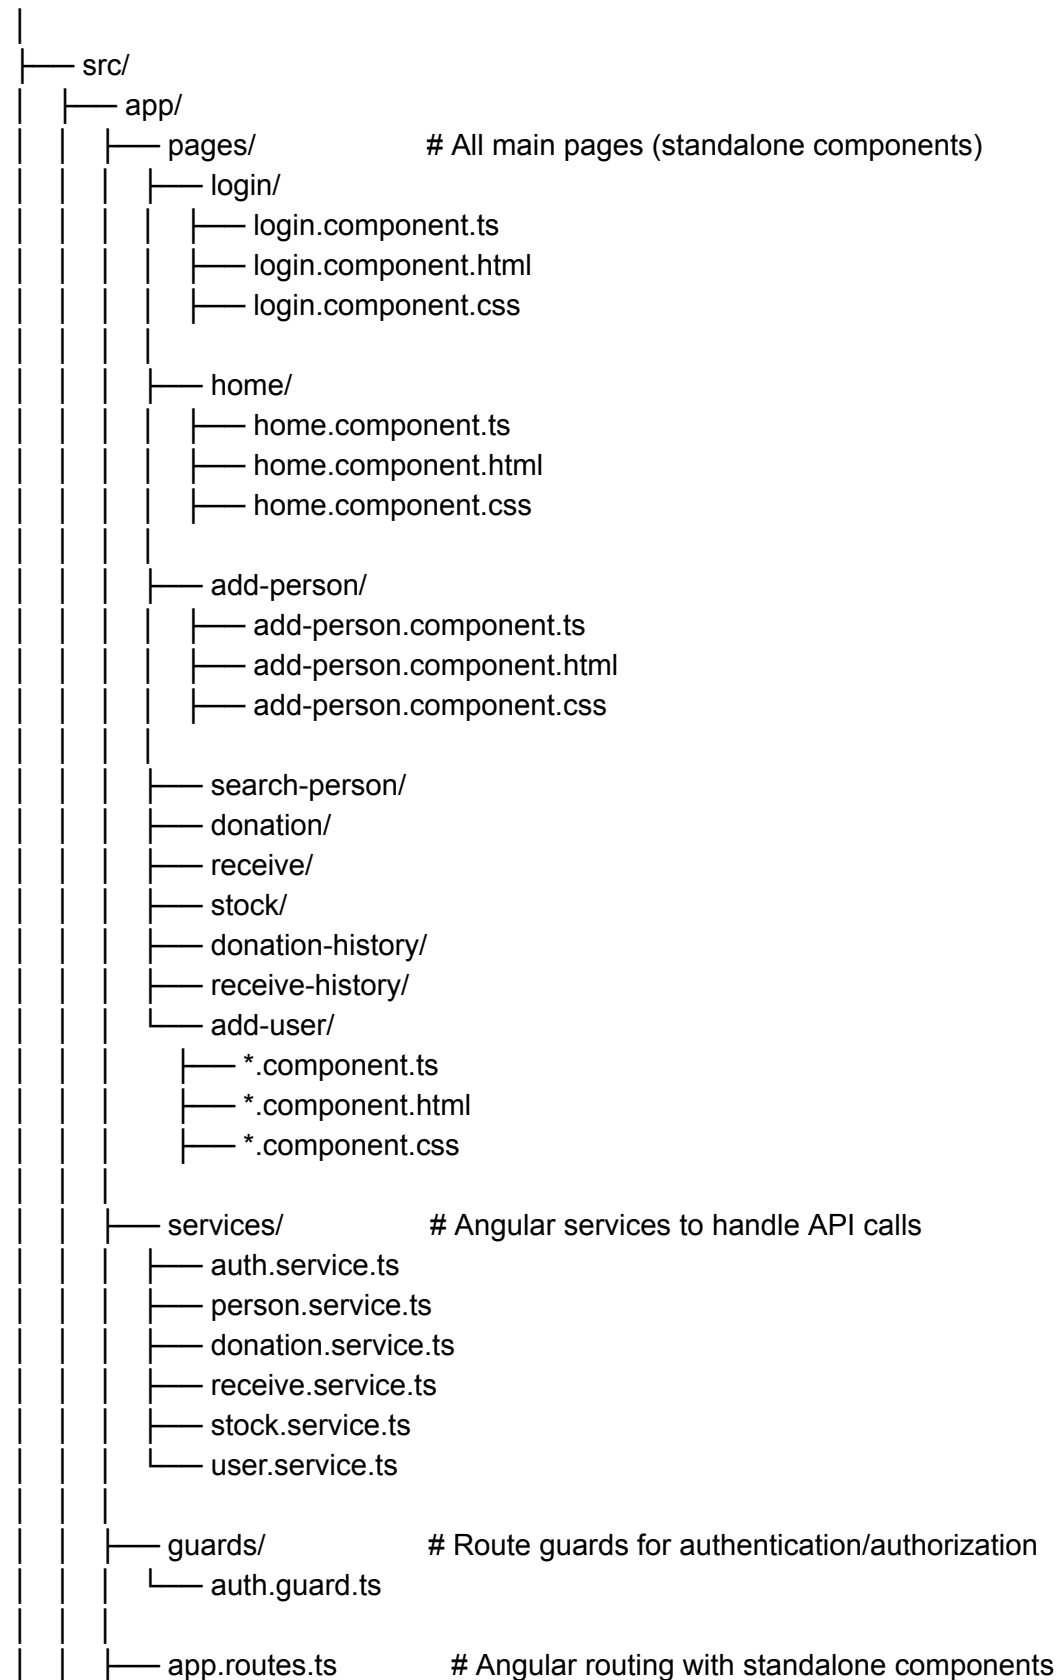 │
├── src/
│ ├── app/
│ │ ├── pages/ # All main pages (standalone components)
│ │ │ ├── login/
│ │ │ │ ├── login.component.ts
│ │ │ │ ├── login.component.html
│ │ │ │ ├── login.component.css
│ │ │ │
│ │ │ ├── home/
│ │ │ │ ├── home.component.ts
│ │ │ │ ├── home.component.html
│ │ │ │ ├── home.component.css
│ │ │ │
│ │ │ ├── add-person/
│ │ │ │ ├── add-person.component.ts
│ │ │ │ ├── add-person.component.html
│ │ │ │ ├── add-person.component.css
│ │ │ │
│ │ │ ├── search-person/
│ │ │ ├── donation/
│ │ │ ├── receive/
│ │ │ ├── stock/
│ │ │ ├── donation-history/
│ │ │ ├── receive-history/
│ │ │ └── add-user/
│ │ │ ├── *.component.ts
│ │ │ ├── *.component.html
│ │ │ ├── *.component.css
│ │ │
│ │ ├── services/ # Angular services to handle API calls
│ │ │ ├── auth.service.ts
│ │ │ ├── person.service.ts
│ │ │ ├── donation.service.ts
│ │ │ ├── receive.service.ts
│ │ │ ├── stock.service.ts
│ │ │ └── user.service.ts
│ │ │
│ │ ├── guards/ # Route guards for authentication/authorization
│ │ │ └── auth.guard.ts
│ │ │
│ │ ├── app.routes.ts # Angular routing with standalone components